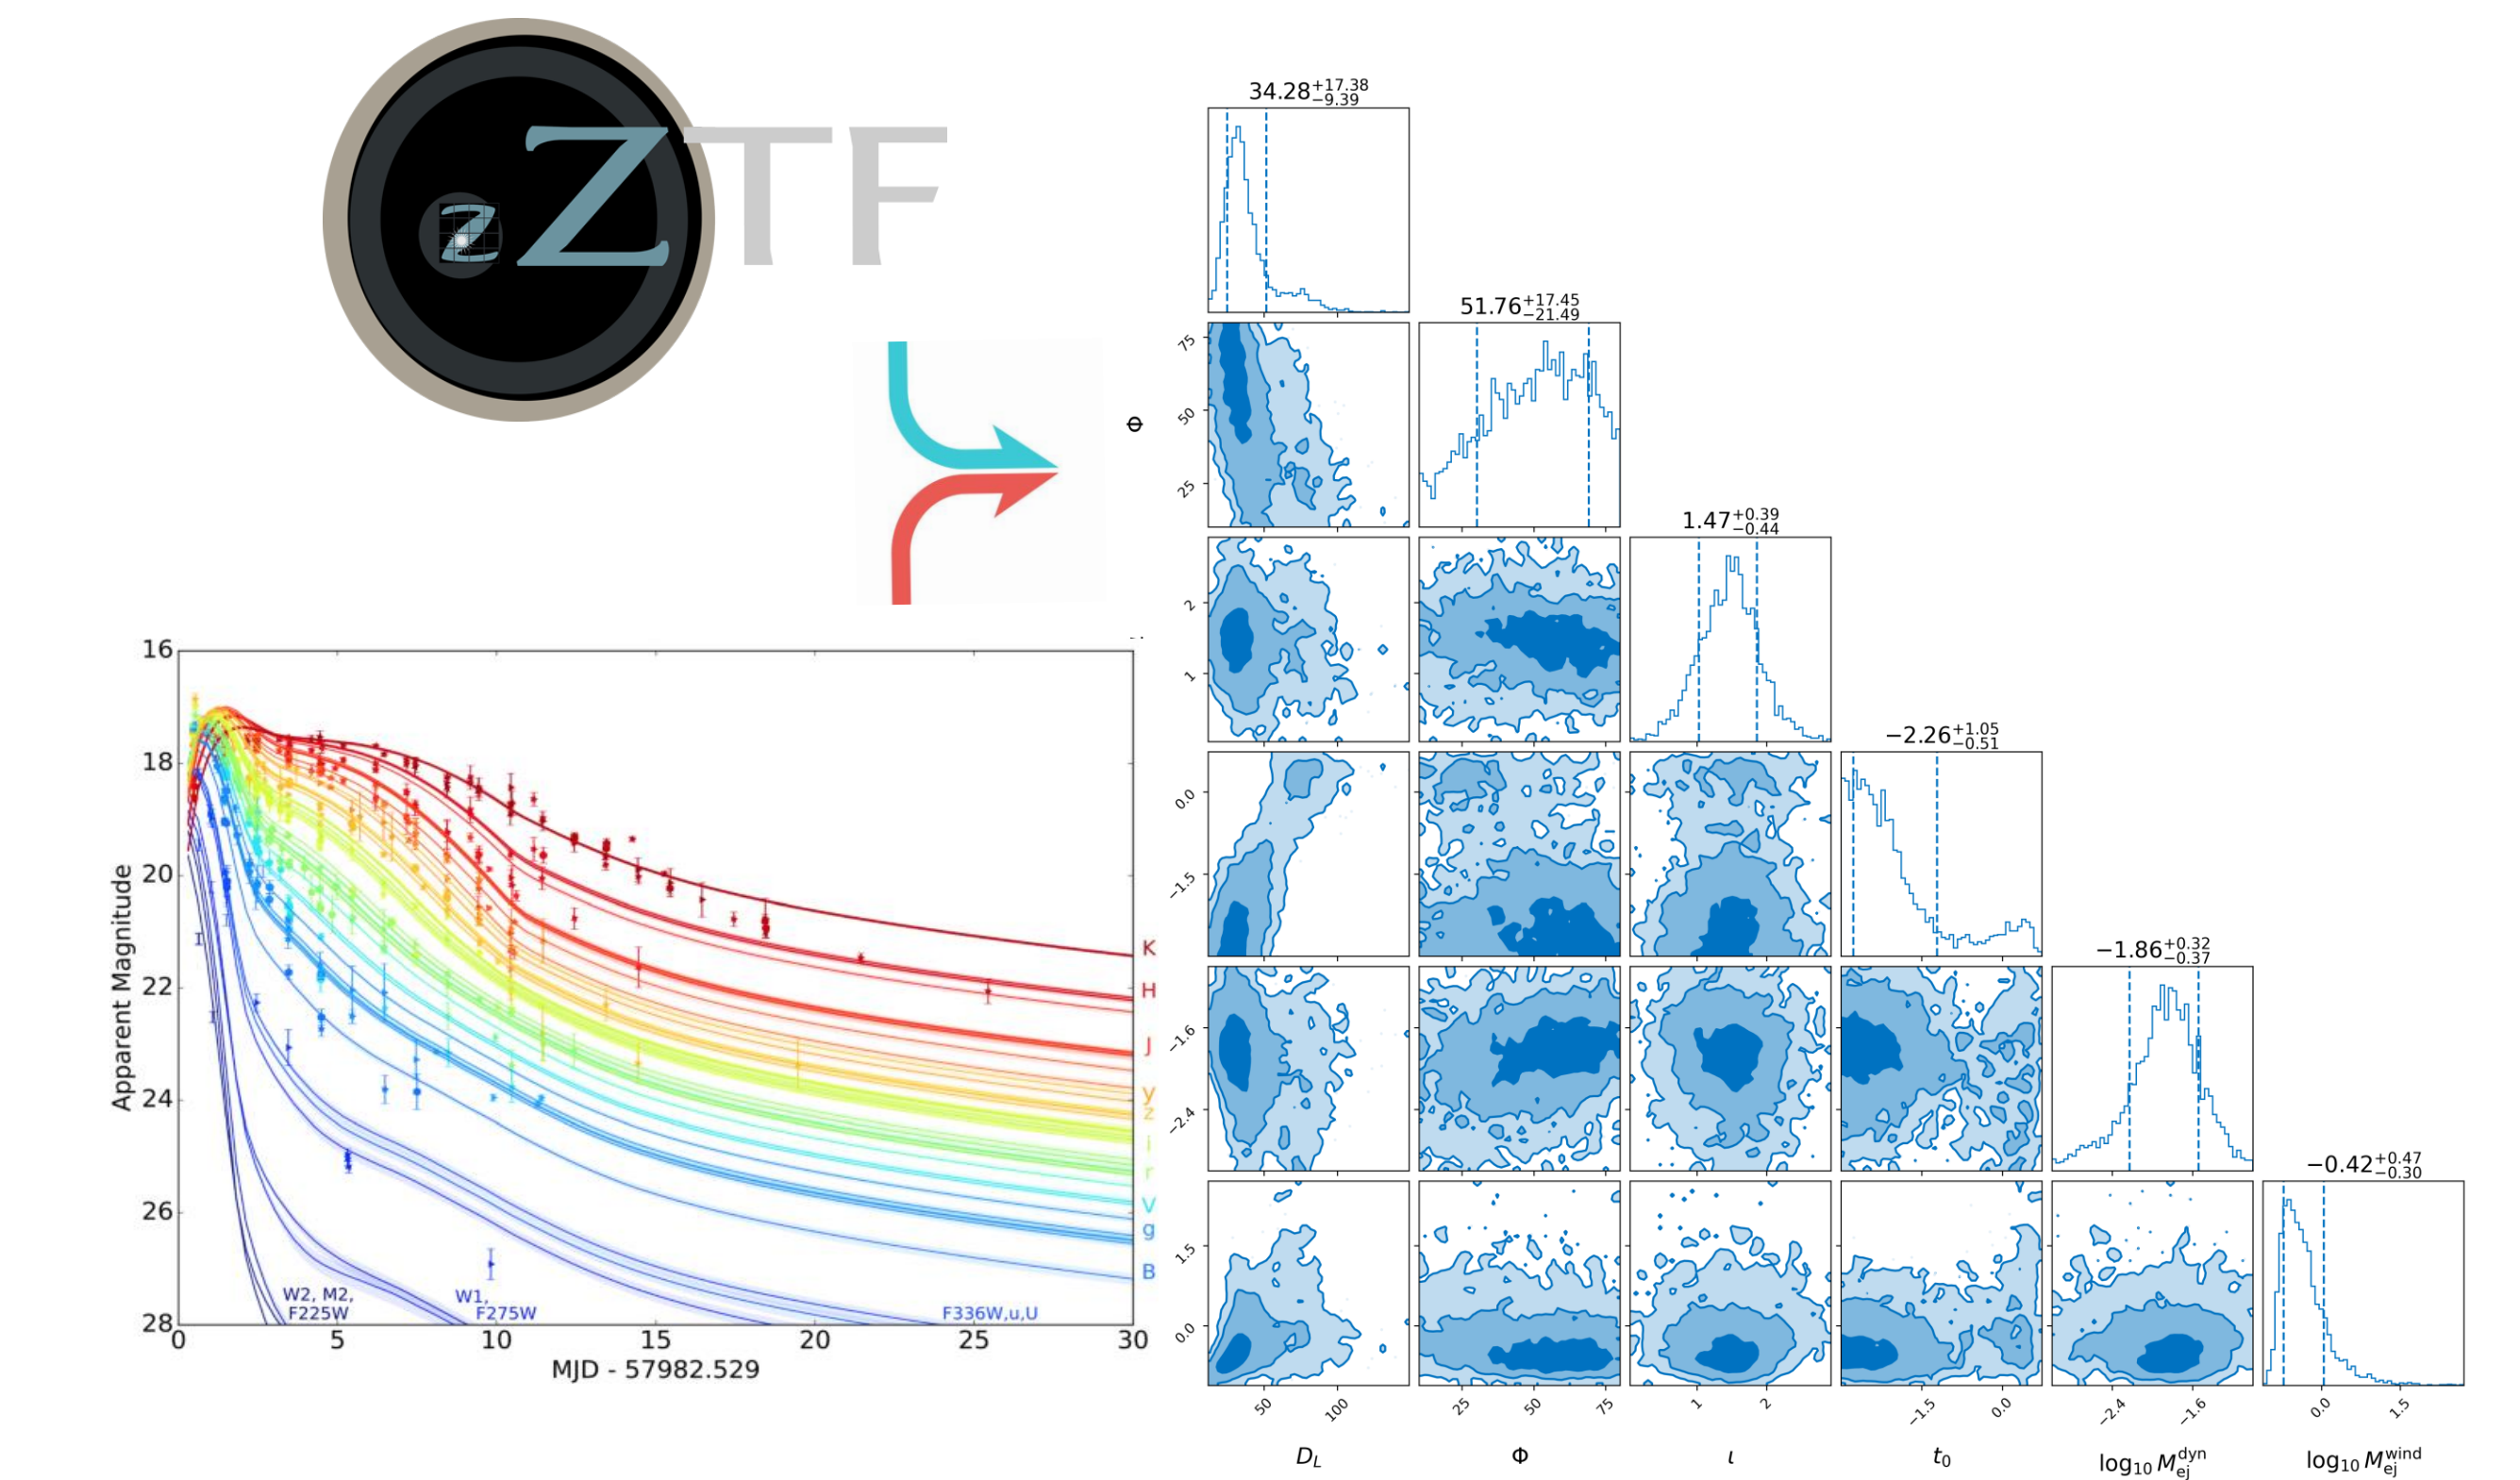 ZTF
Z
16
18
20
22
24
26
28
0
5
10
15
20
25
30
Apparent Magnitude
MJD - 57982.529
K
H
J
y
z
i
r
V
g
B
W2, M2,
F225W
W1,
F275W
F336W,u,U
34.28+17.38−9.39
51.76+17.45−21.49
1.47+0.39−0.44
−2.26+1.05−0.51
−1.86+0.32−0.37
−0.42+0.47−0.30
Φ
75
50
25
2
1
0.0
−1.5
−1.6
−2.4
1.5
0.0
50
100
25
50
75
1
2
−1.5
0.0
−2.4
−1.6
0.0
1.5
D_L
Φ
ι
t_0
log10 M_ej^dyn
log10 M_ej^wind